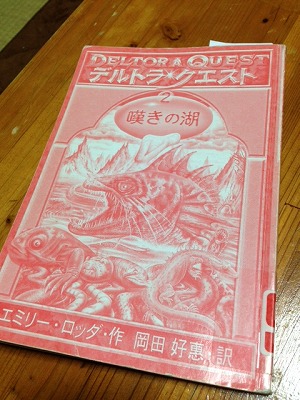 DELTORA QUEST
デルトラ・クエスト
2
嘆きの湖
エミリー・ロッダ・作 岡田 好惠・訳